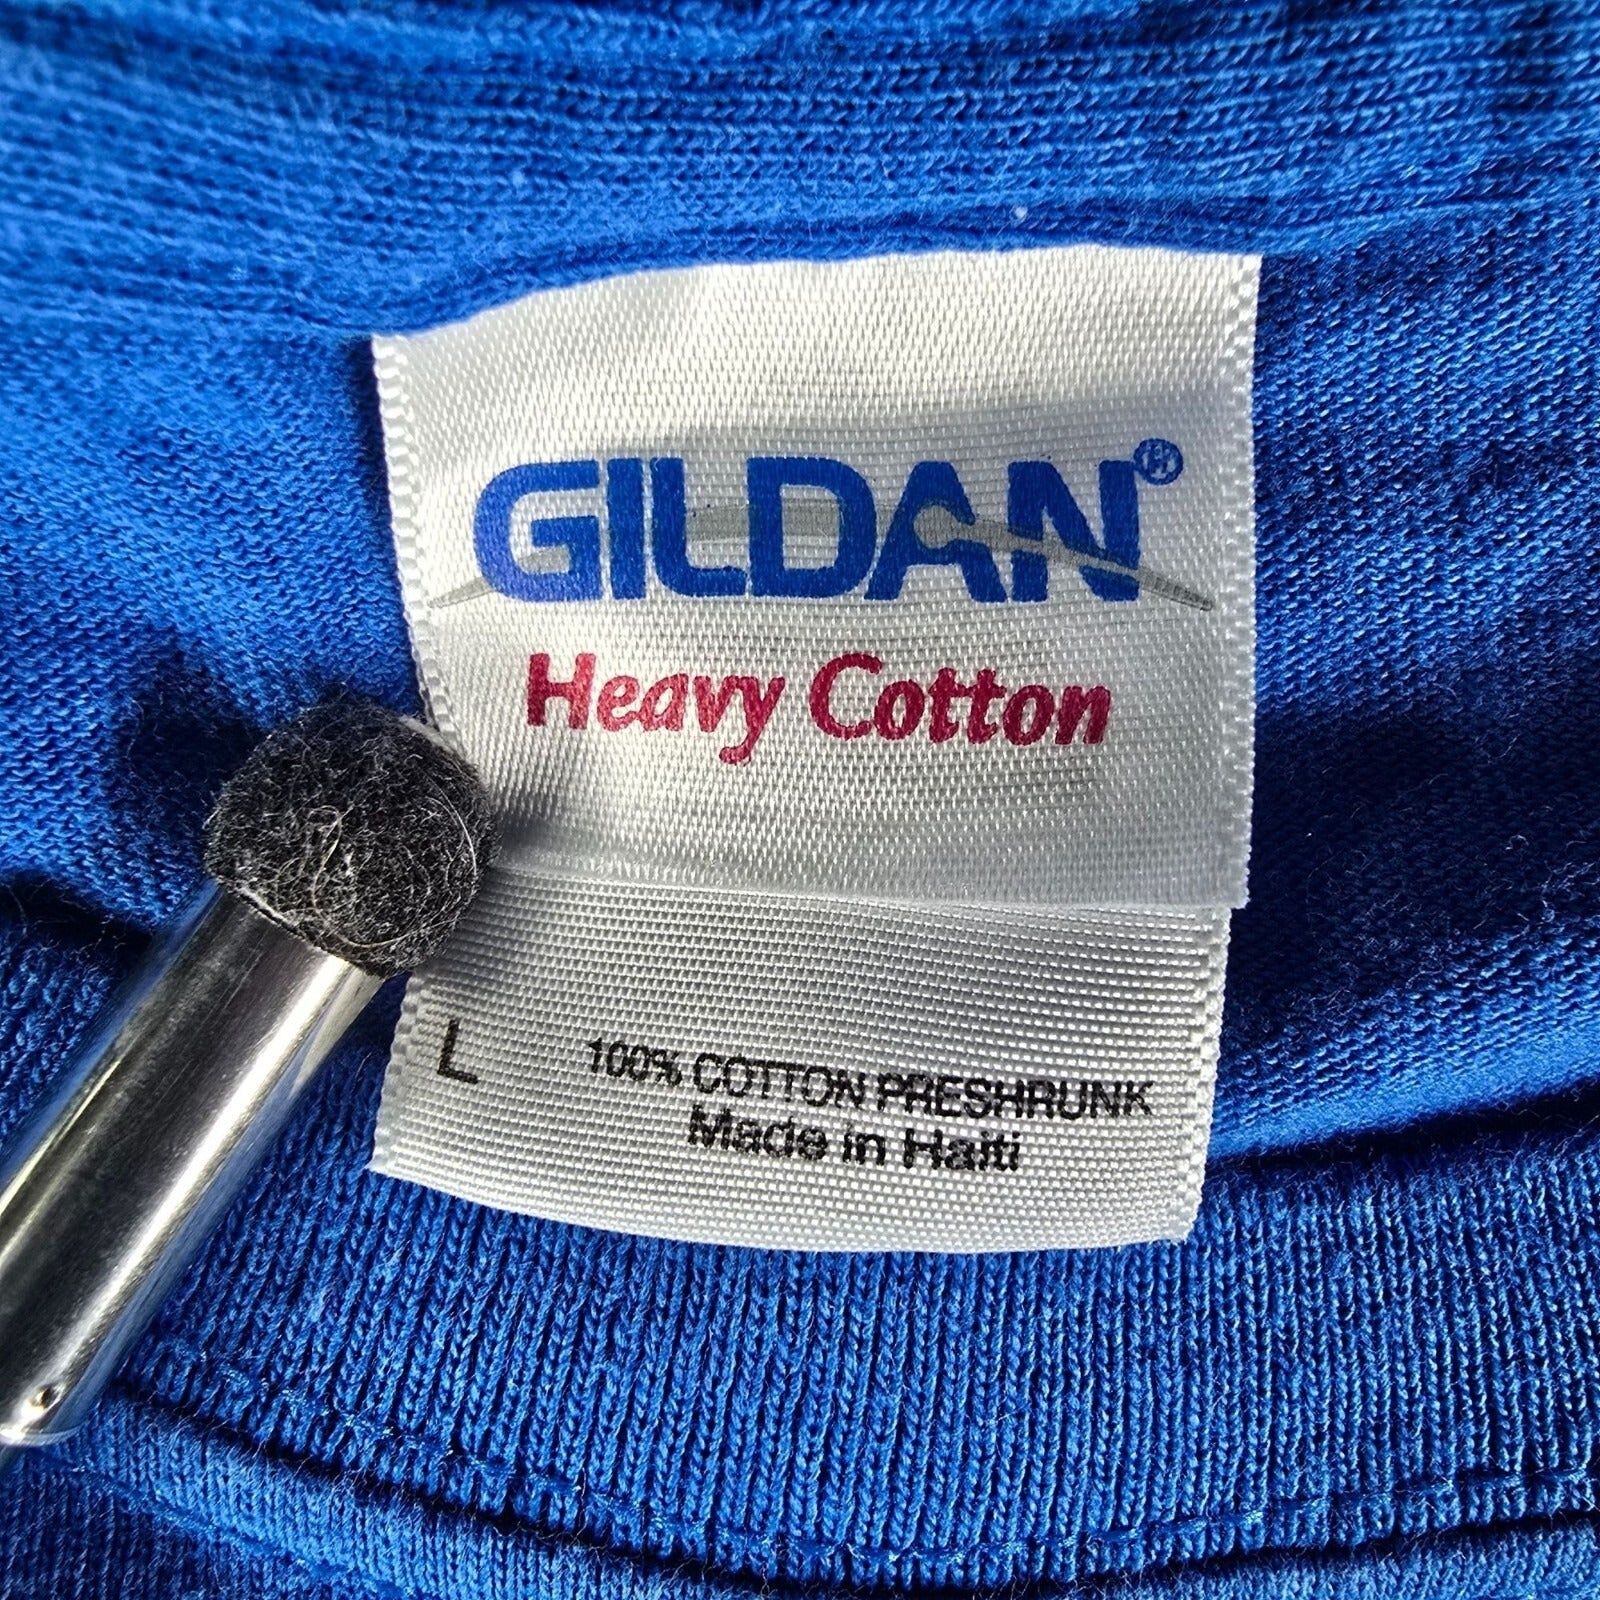 GILDAN®
Heavy Cotton
L
100% COTTON PRESHRUNK
Made in Haiti